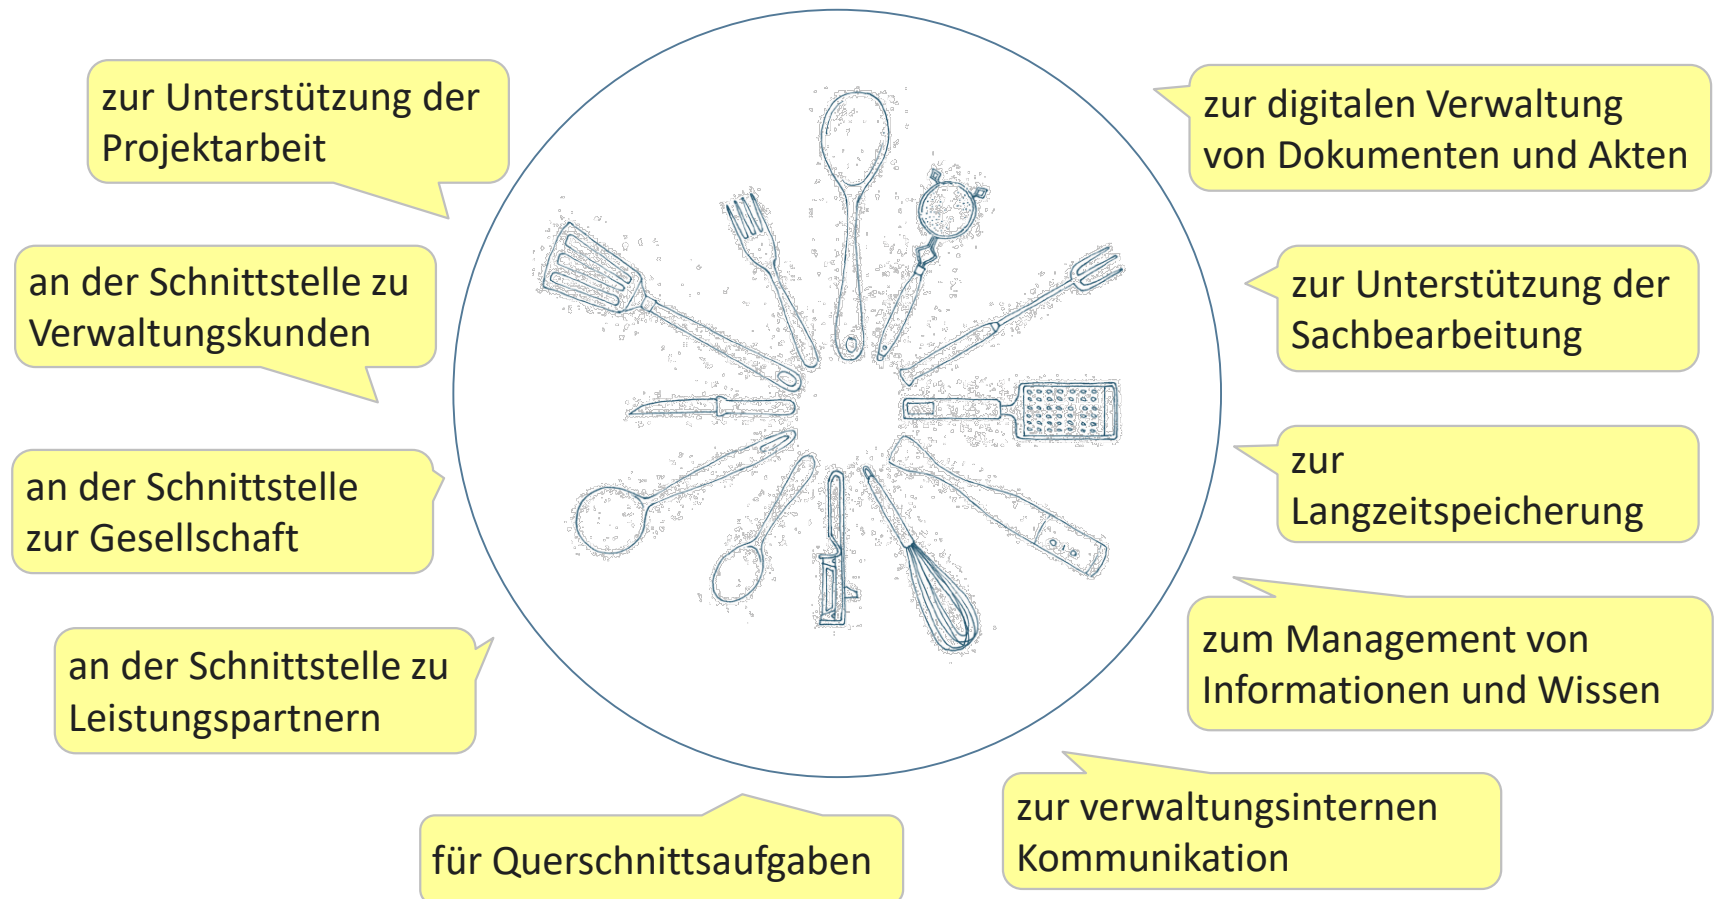 zur Unterstützung der
Projektarbeit
an der Schnittstelle zu
Verwaltungskunden
an der Schnittstelle
zur Gesellschaft
an der Schnittstelle zu
Leistungspartnern
für Querschnittsaufgaben
zur digitalen Verwaltung
von Dokumenten und Akten
zur Unterstützung der
Sachbearbeitung
zur
Langzeitspeicherung
zum Management von
Informationen und Wissen
zur verwaltungsinternen
Kommunikation